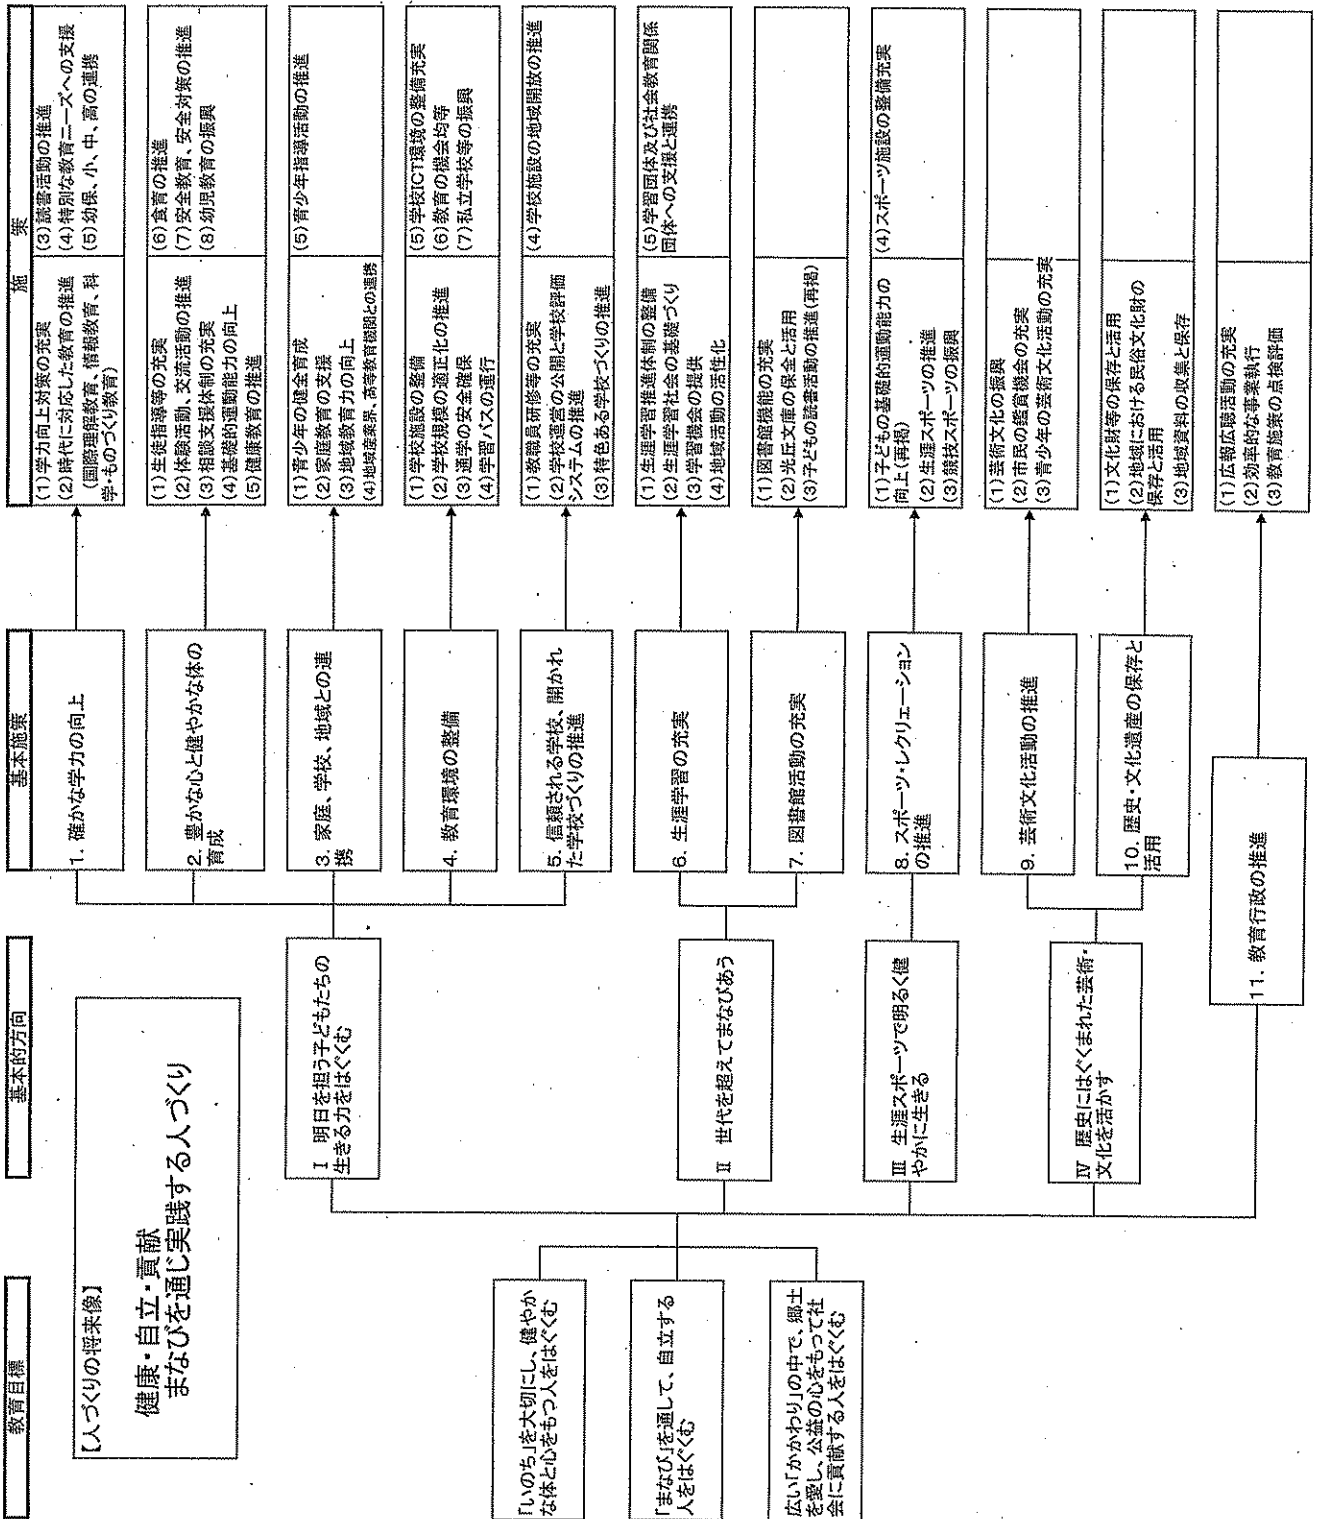 教育目標
基本的方向
基本施策
施策
【人づくりの将来像】
健康・自立・貢献
まなびを通じ実践する人づくり
「いのち」を大切にし、健やか
な体と心をもつ人をはぐくむ
「まなび」を通して、自立する
人をはぐくむ
広い「かかわり」の中で、郷土
を愛し、公益の心をもって社
会に貢献する人をはぐくむ
Ⅰ 明日を担う子どもたちの
生きる力をはぐくむ
Ⅱ 世代を超えてまなびあう
Ⅲ 生涯スポーツで明るく健
やかに生きる
Ⅳ 歴史にはぐくまれた芸術・
文化を活かす
1. 確かな学力の向上
2. 豊かな心と健やかな体の
育成
3. 家庭、学校、地域との連
携
4. 教育環境の整備
5. 信頼される学校、開かれ
た学校づくりの推進
6. 生涯学習の充実
7. 図書館活動の充実
8. スポーツ・レクリェーション
の推進
9. 芸術文化活動の推進
10. 歴史・文化遺産の保存と
活用
11. 教育行政の推進
(1)学力向上対策の充実
(2)時代に対応した教育の推進
(国際理解教育、情報教育、科
学・ものづくり教育)
(3)読書活動の推進
(4)特別な教育ニーズへの支援
(5)幼保、小、中、高の連携
(1)生徒指導等の充実
(2)体験活動、交流活動の推進
(3)相談支援体制の充実
(4)基礎的運動能力の向上
(5)健康教育の推進
(6)食育の推進
(7)安全教育、安全対策の推進
(8)幼児教育の振興
(1)青少年の健全育成
(2)家庭教育の支援
(3)地域教育力の向上
(4)地域産業界、高等教育機関との連携
(5)青少年指導活動の推進
(1)学校施設の整備
(2)学校規模の適正化の推進
(3)通学の安全確保
(4)学習バスの運行
(5)学校ICT環境の整備充実
(6)教育の機会均等
(7)私立学校等の振興
(1)教職員研修等の充実
(2)学校運営の公開と学校評価
システムの推進
(3)特色ある学校づくりの推進
(4)学校施設の地域開放の推進
(1)生涯学習推進体制の整備
(2)生涯学習社会の基礎づくり
(3)学習機会の提供
(4)地域活動の活性化
(5)学習団体及び社会教育関係
団体への支援と連携
(1)図書館機能の充実
(2)光丘文庫の保全と活用
(3)子どもの読書活動の推進(再掲)
(1)子どもの基礎的運動能力の
向上(再掲)
(2)生涯スポーツの推進
(3)競技スポーツの振興
(4)スポーツ施設の整備充実
(1)芸術文化の振興
(2)市民の鑑賞機会の充実
(3)青少年の芸術文化活動の充実
(1)文化財等の保存と活用
(2)地域における民俗文化財の
保存と活用
(3)地域資料の収集と保存
(1)広報広聴活動の充実
(2)効率的な事業執行
(3)教育施策の点検評価